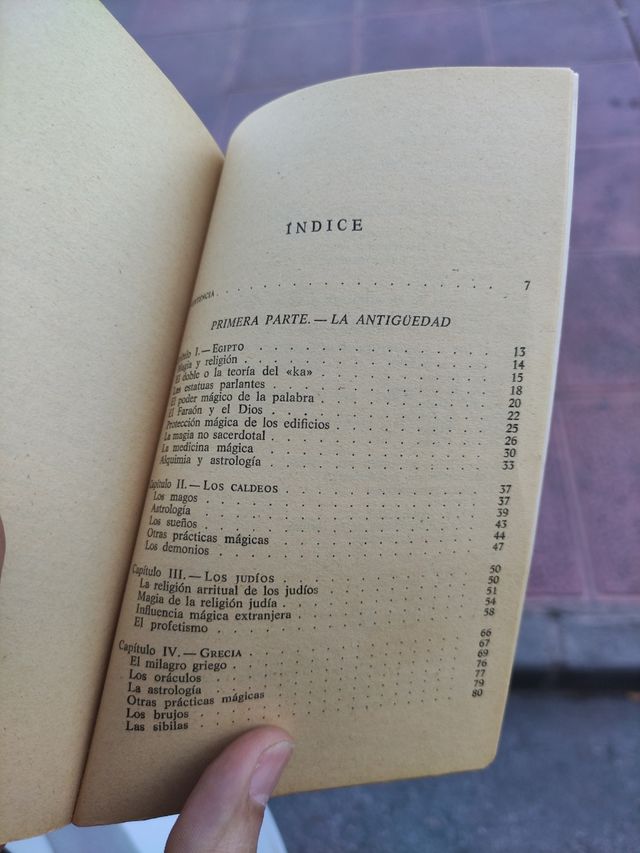 ÍNDICE
ERTENCIA . . . . . . . . . . . . . . . . . 7
PRIMERA PARTE. — LA ANTIGÜEDAD
pítulo I. — EGIPTO . . . . . . . . . . . . 13
Magia y religión . . . . . . . . . . . . 14
El doble o la teoría del «ka» . . . . . . . . . 15
Las estatuas parlantes . . . . . . . . . . . . 18
El poder mágico de la palabra . . . . . . . . . 20
El Faraón y el Dios . . . . . . . . . . . . 22
Protección mágica de los edificios . . . . . . . . . 25
La magia no sacerdotal . . . . . . . . . . . . 26
La medicina mágica . . . . . . . . . . . . 30
Alquimia y astrología . . . . . . . . . . . . 33
Capítulo II. — LOS CALDEOS . . . . . . . . . . . . 37
Los magos . . . . . . . . . . . . 37
Astrología . . . . . . . . . . . . 39
Los sueños . . . . . . . . . . . . 43
Otras prácticas mágicas . . . . . . . . . . . . 44
Los demonios . . . . . . . . . . . . 47
Capítulo III. — LOS JUDÍOS . . . . . . . . . . . . 50
La religión arritual de los judíos . . . . . . . . . 50
Magia de la religión judía . . . . . . . . . . . . 51
Influencia mágica extranjera . . . . . . . . . . . . 54
El profetismo . . . . . . . . . . . . 58
Capítulo IV. — GRECIA . . . . . . . . . . . . 66
El milagro griego . . . . . . . . . . . . 67
Los oráculos . . . . . . . . . . . . 69
La astrología . . . . . . . . . . . . 76
Otras prácticas mágicas . . . . . . . . . . . . 77
Los brujos . . . . . . . . . . . . 79
Las sibilas . . . . . . . . . . . . 80